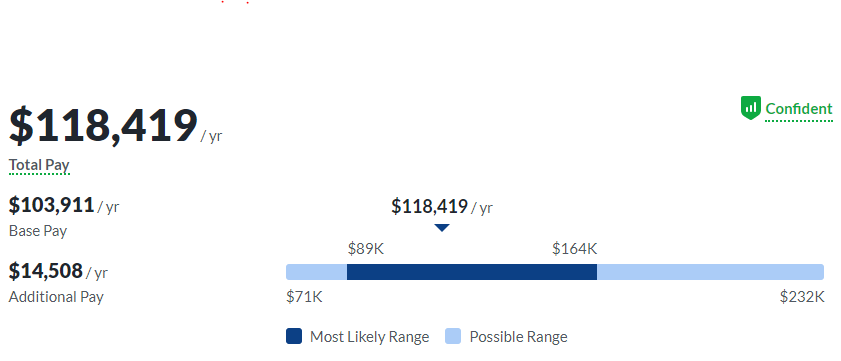 Confident
$118,419 / yr
Total Pay
$103,911 / yr
Base Pay
$14,508 / yr
Additional Pay
$118,419 / yr
$89K $164K
$71K $232K
Most Likely Range Possible Range